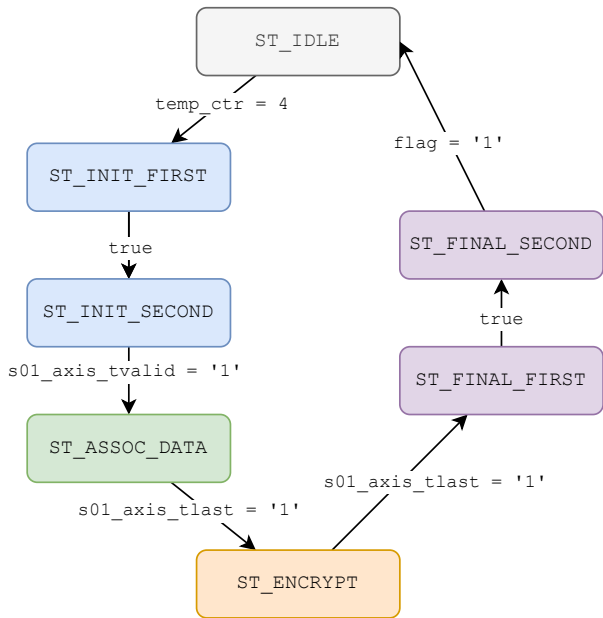 ST_IDLE
temp_ctr = 4
flag = '1'
ST_INIT_FIRST
true
ST_FINAL_SECOND
ST_INIT_SECOND
true
s01_axis_tvalid = '1'
ST_FINAL_FIRST
ST_ASSOC_DATA
s01_axis_tlast = '1'
s01_axis_tlast = '1'
ST_ENCRYPT